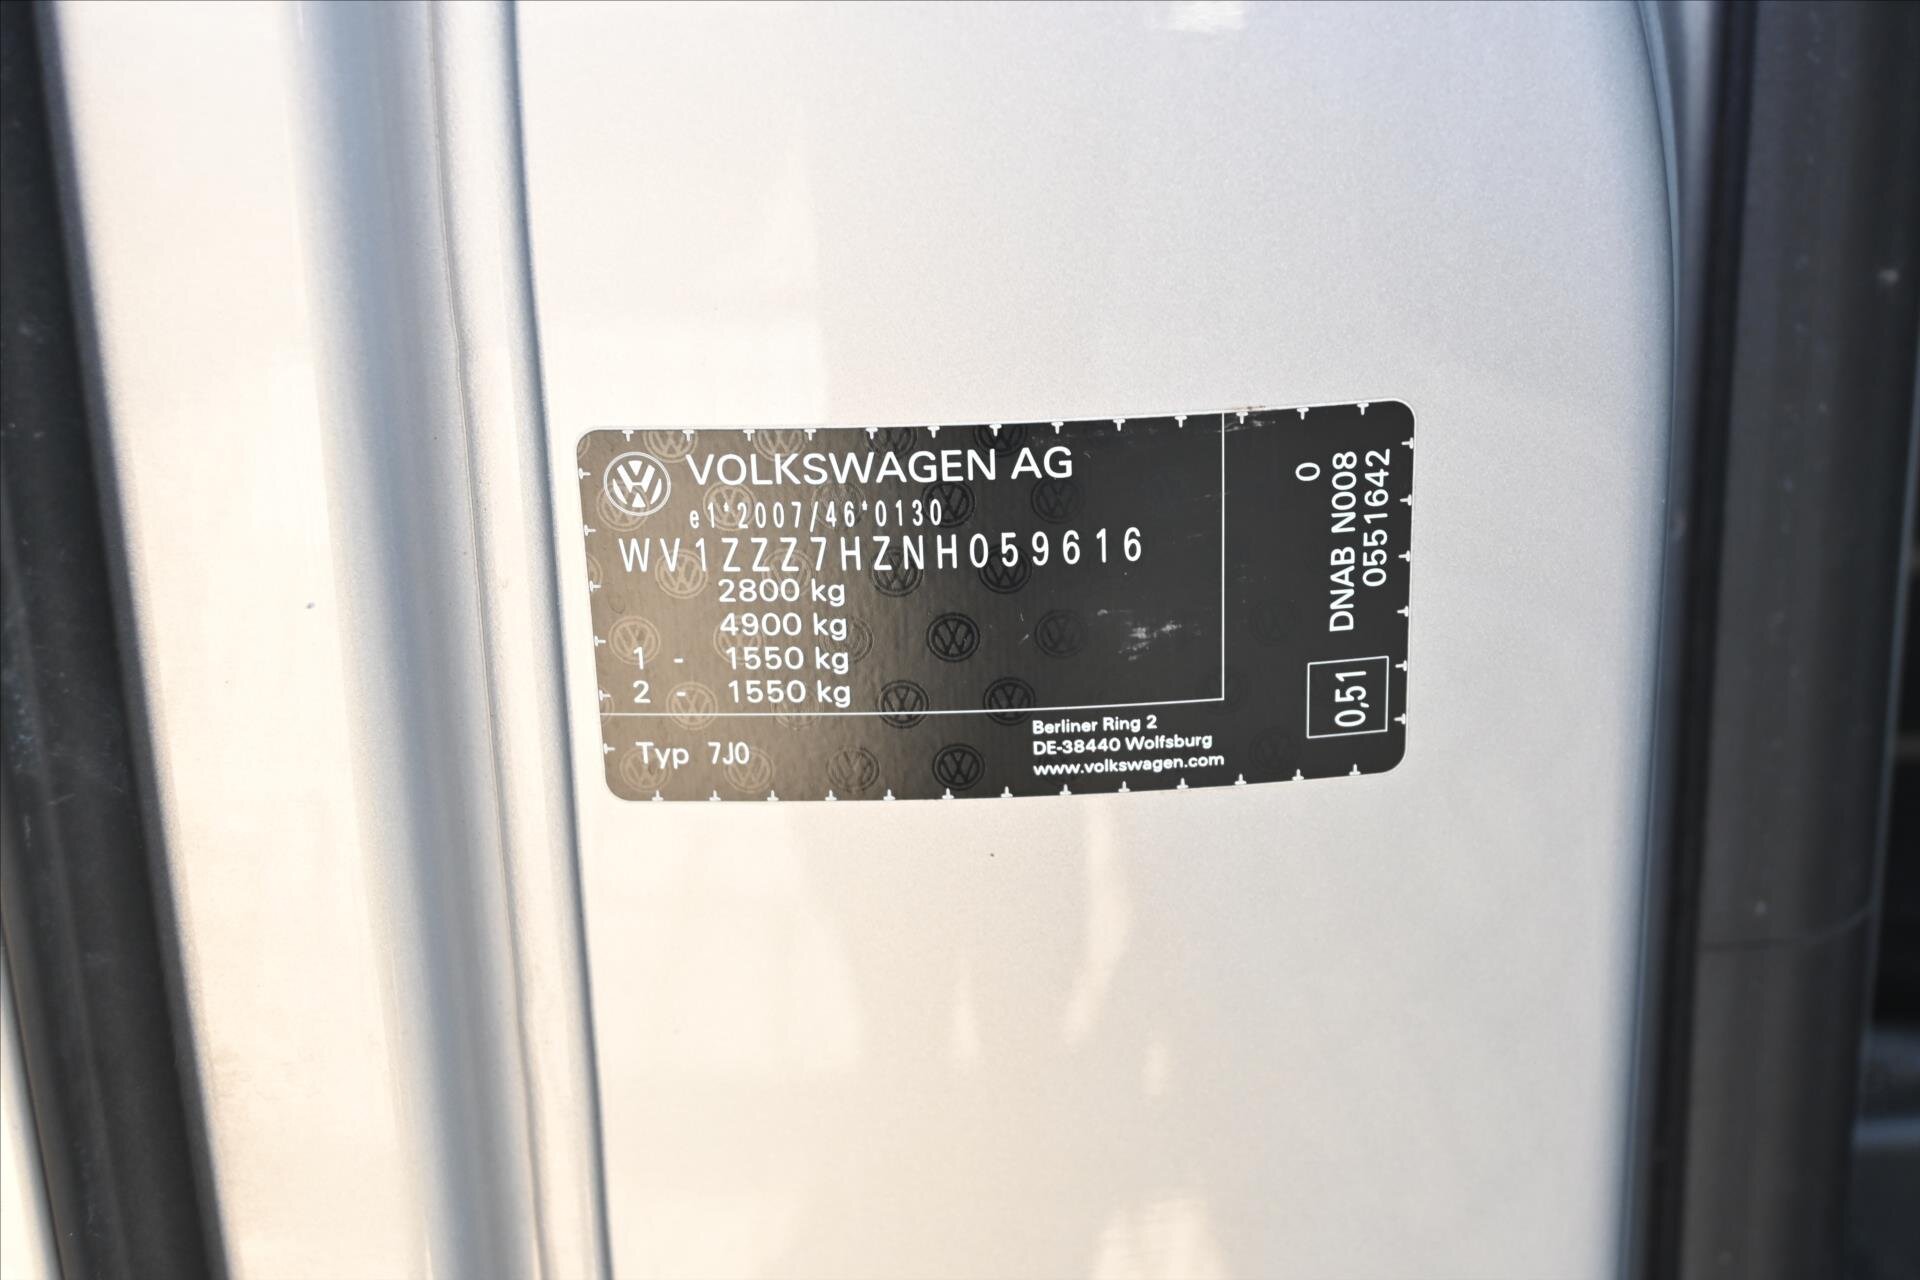 VOLKSWAGEN AG
e1*2007/46*0130
WV1ZZZ7HZNH059616
2800 kg
4900 kg
1 - 1550 kg
2 - 1550 kg
Typ 7J0
Berliner Ring 2
DE-38440 Wolfsburg
www.volkswagen.com
0
DNAB N008
0551642
0,51